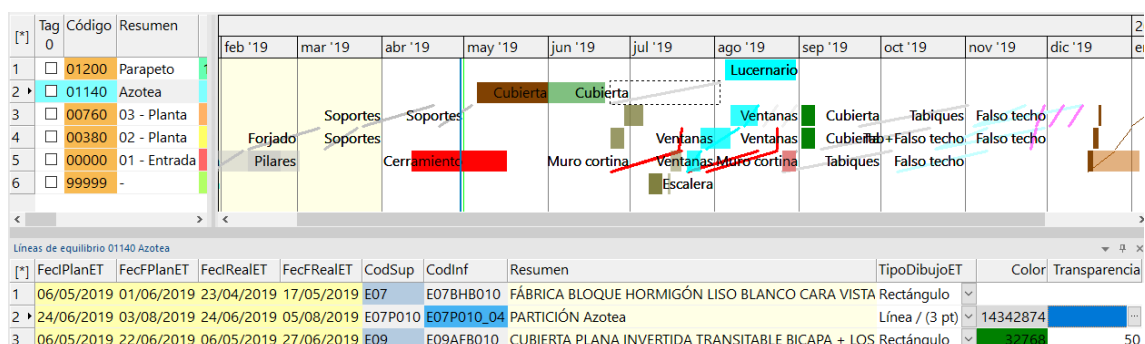 [*] Tag 0 Código Resumen
feb '19 mar '19 abr '19 may '19 jun '19 jul '19 ago '19 sep '19 oct '19 nov '19 dic '19
1 01200 Parapeto Lucernario
2 01140 Azotea Cubierta Cubierta
3 00760 03 - Planta Soportes Soportes Ventanas Cubierta Tabiques Falso techo
4 00380 02 - Planta Forjado Soportes Ventanas Ventanas Falso techo Falso techo
5 00000 01 - Entrada Pilares Cerramiento Muro cortina Ventanas Muro cortina Tabiques Falso techo
6 99999 - Escalera
Líneas de equilibrio 01140 Azotea
[*] FecIPlanET FecFPlanET FecIRealET FecFRealET CodSup CodInf Resumen TipoDibujoET Color Transparencia
1 06/05/2019 01/06/2019 23/04/2019 17/05/2019 E07 E07BHB010 FÁBRICA BLOQUE HORMIGÓN LISO BLANCO CARA VISTA Rectángulo
2 24/06/2019 03/08/2019 24/06/2019 05/08/2019 E07P010 E07P010_04 PARTICIÓN Azotea Línea / (3 pt) 14342874
3 06/05/2019 22/06/2019 06/05/2019 27/06/2019 E09 E09AFB010 CUBIERTA PLANA INVERTIDA TRANSITABLE BICAPA + LOS Rectángulo 32768 50